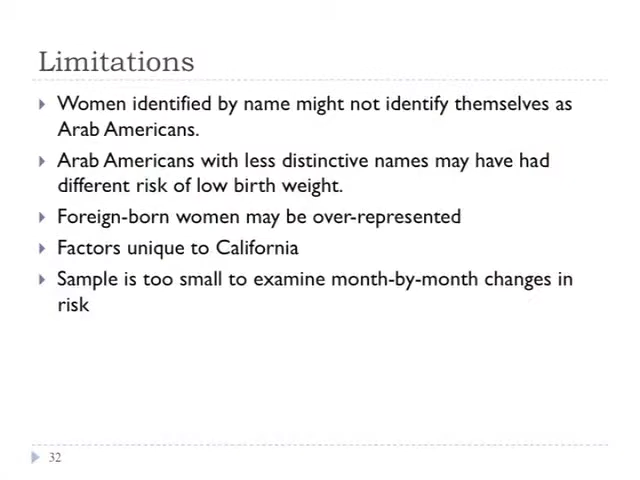 Limitations
Women identified by name might not identify themselves as
Arab Americans.
Arab Americans with less distinctive names may have had
different risk of low birth weight.
Foreign-born women may be over-represented
Factors unique to California
Sample is too small to examine month-by-month changes in
risk
32